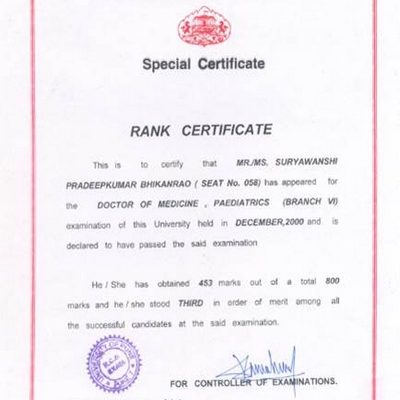 Special Certificate
RANK CERTIFICATE
This is to certify that MR./MS. SURYAWANSHI
PRADEEPKUMAR BHIKANRAO ( SEAT No. 058) has appeared for
the DOCTOR OF MEDICINE , PAEDIATRICS (BRANCH VI)
examination of this University held in DECEMBER,2000 and is
declared to have passed the said examination
He / She has obtained 453 marks out of a total 800
marks and he / she stood THIRD in order of merit among all
the successful candidates at the said examination.
FOR CONTROLLER OF EXAMINATIONS.